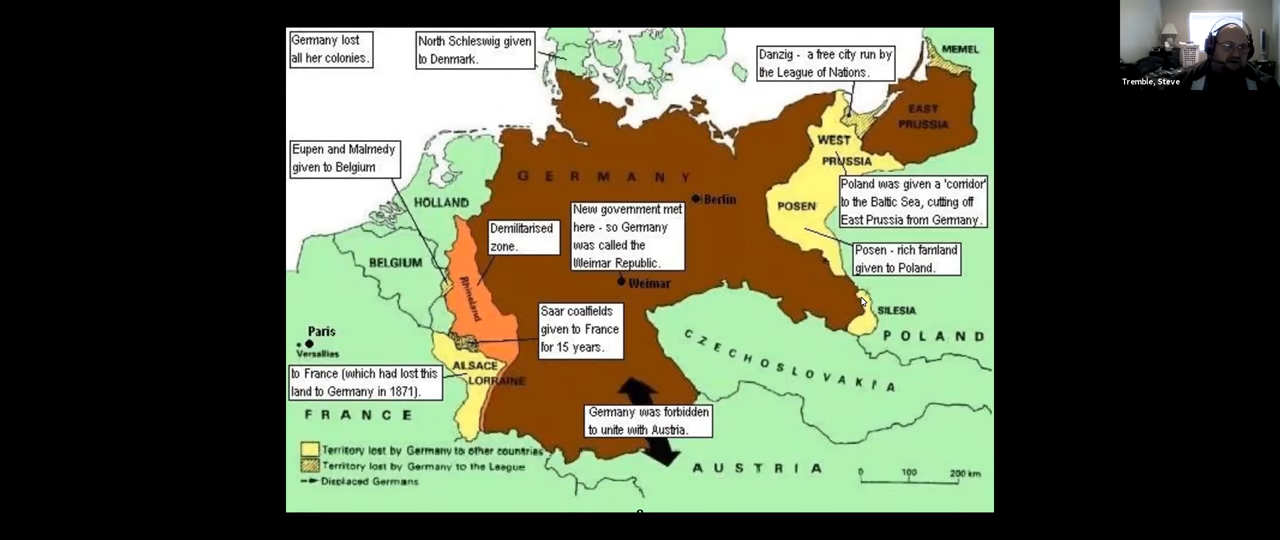 Germany lost
all her colonies.
North Schleswig given
to Denmark.
Danzig - a free city run by
the League of Nations.
MEMEL
EAST
PRUSSIA
WEST
PRUSSIA
Eupen and Malmedy
given to Belgium
GERMANY
Berlin
Poland was given a 'corridor'
to the Baltic Sea, cutting off
East Prussia from Germany.
HOLLAND
POSEN
New government met
here - so Germany
was called the
Weimar Republic.
Demilitarised
zone.
Posen - rich famland
given to Poland.
BELGIUM
Rhineland
Weimar
Saar coalfields
given to France
for 15 years.
SILESIA
POLAND
Paris
Versailles
CZECHOSLOVAKIA
ALSACE
LORRAINE
to France (which had lost this
land to Germany in 1871).
FRANCE
Germany was forbidden
to unite with Austria.
AUSTRIA
Territory lost by Germany to other countries
Territory lost by Germany to the League
Displaced Germans
0 100 200 km
Tremble, Steve